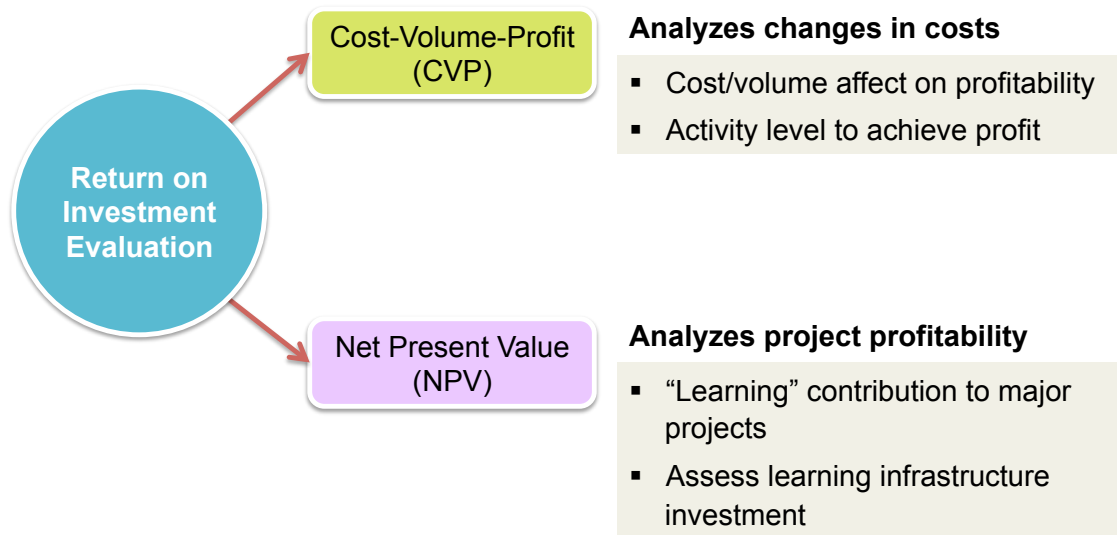 Return on
Investment
Evaluation
Cost-Volume-Profit
(CVP)
Analyzes changes in costs
▪ Cost/volume affect on profitability
▪ Activity level to achieve profit
Net Present Value
(NPV)
Analyzes project profitability
▪ “Learning” contribution to major
projects
▪ Assess learning infrastructure
investment